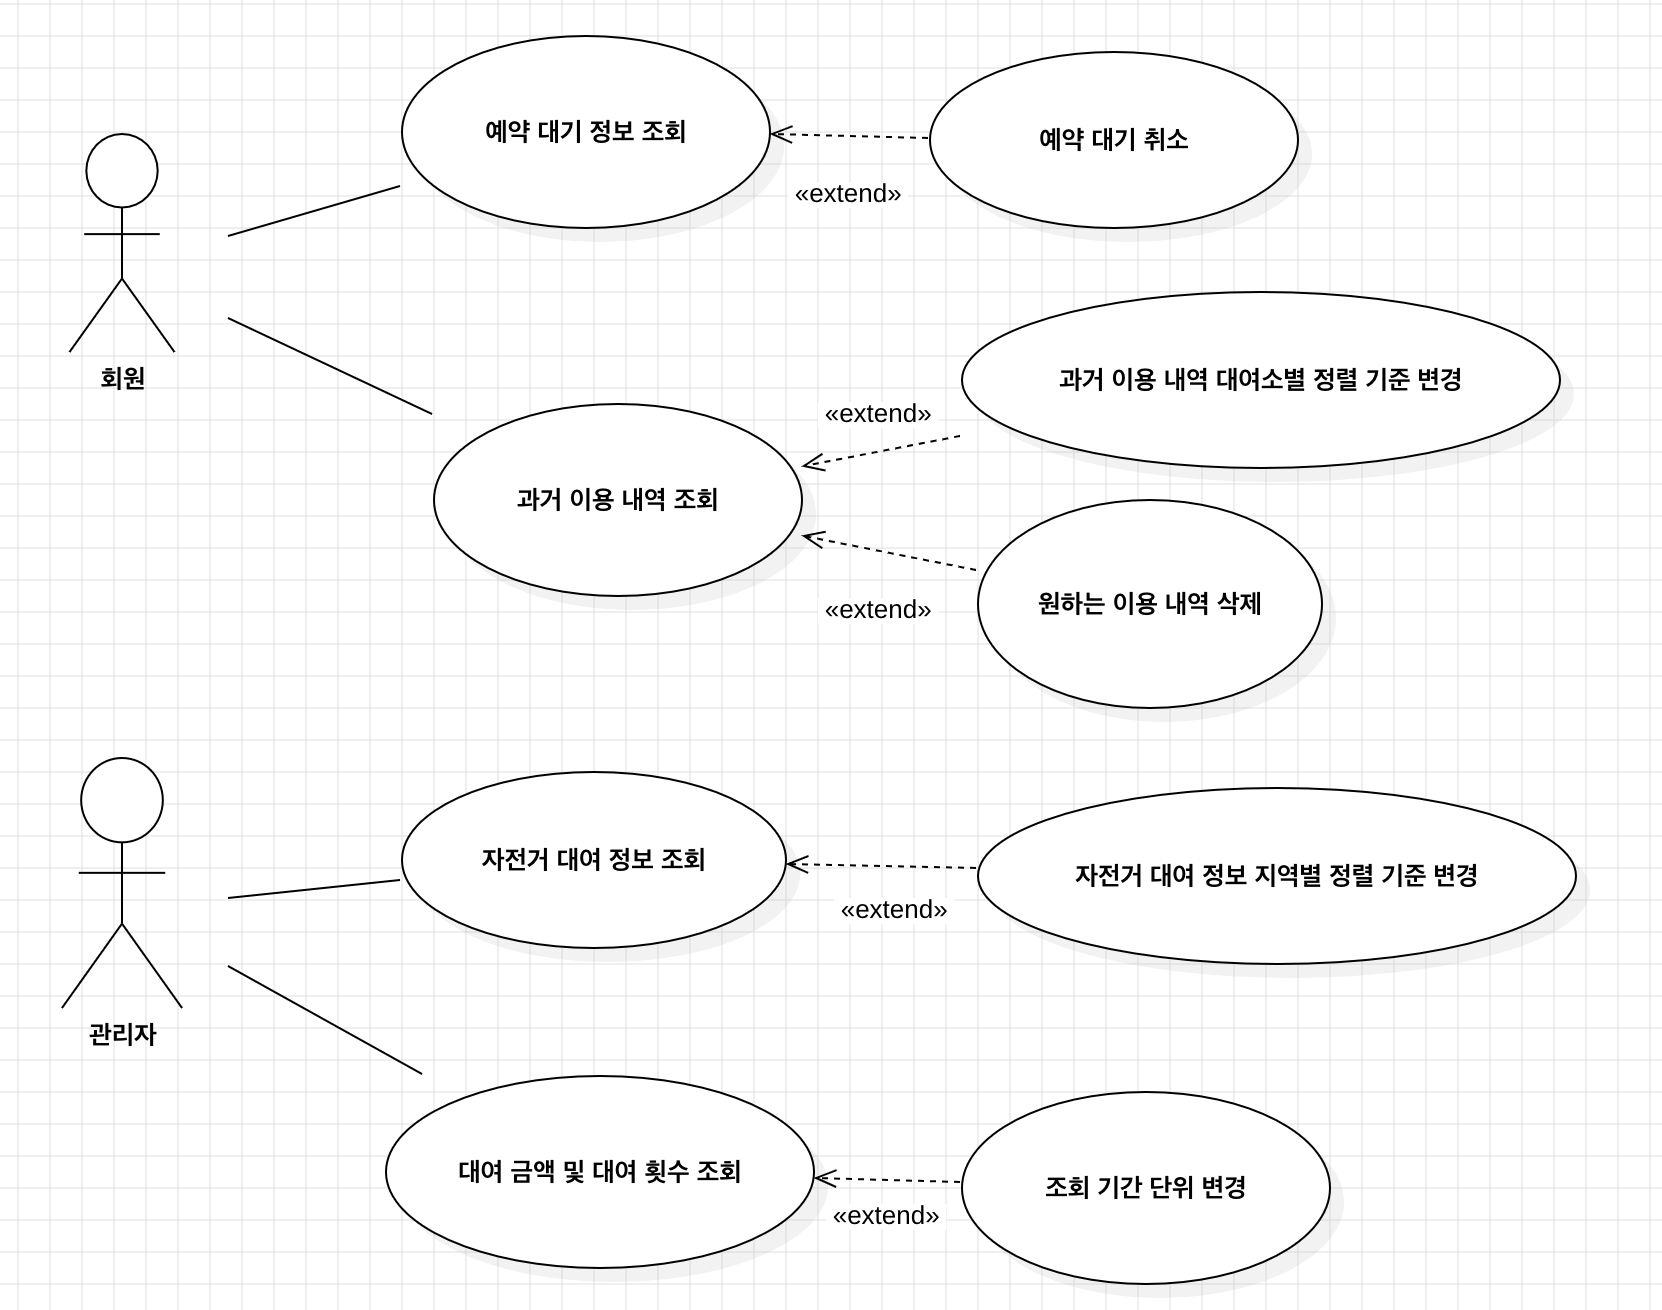 예약 대기 정보 조회
예약 대기 취소
«extend»
회원
과거 이용 내역 대여소별 정렬 기준 변경
«extend»
과거 이용 내역 조회
원하는 이용 내역 삭제
«extend»
자전거 대여 정보 조회
자전거 대여 정보 지역별 정렬 기준 변경
«extend»
관리자
대여 금액 및 대여 횟수 조회
조회 기간 단위 변경
«extend»